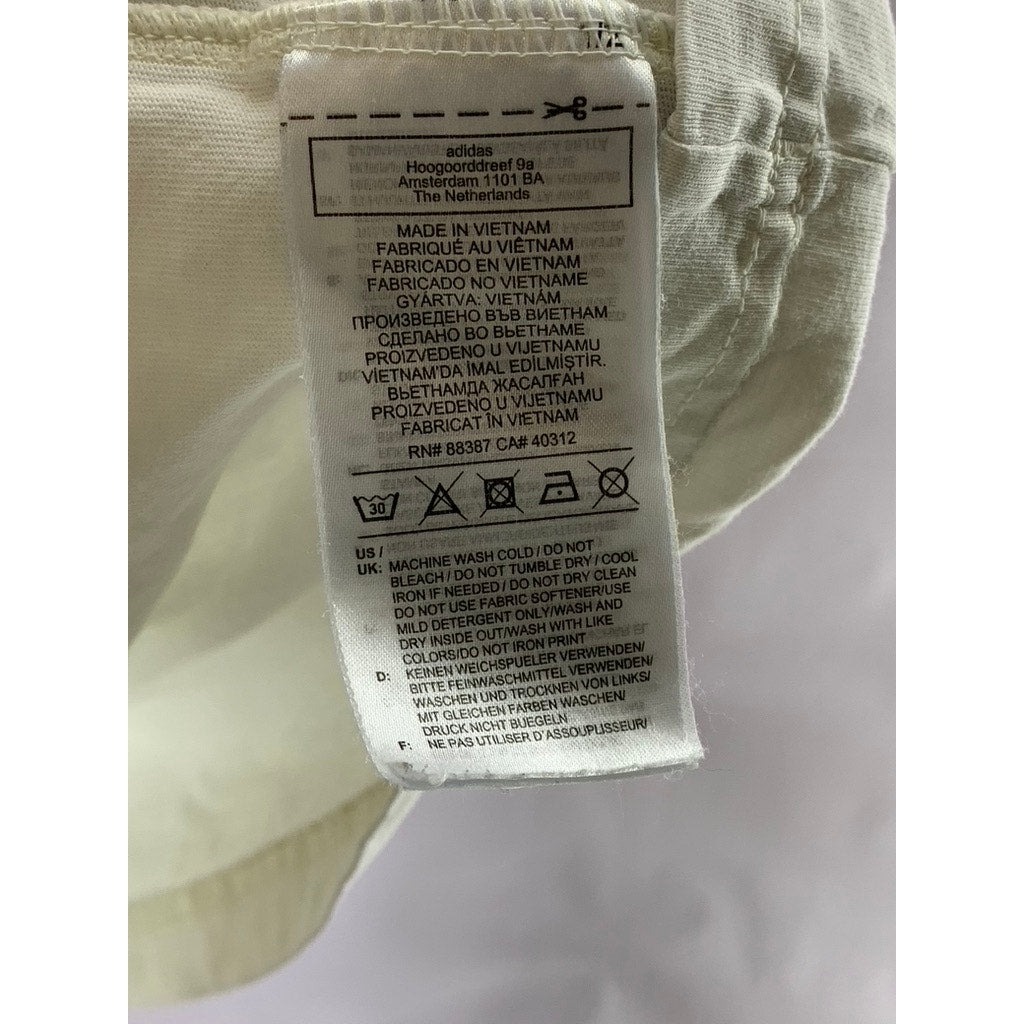 adidas
Hoogoorddreef 9a
Amsterdam 1101 BA
The Netherlands
MADE IN VIETNAM
FABRIQUÉ AU VIÊTNAM
FABRICADO EN VIETNAM
FABRICADO NO VIETNAME
GYÁRTVA: VIETNÁM
ПРОИЗВЕДЕНО ВЪВ ВИЕТНАМ
СДЕЛАНО ВО ВЬЕТНАМЕ
PROIZVEDENO U VIJETNAMU
VİETNAM'DA İMAL EDİLMİŞTİR.
ВЬЕТНАМДА ЖАСАЛҒАН
PROIZVEDENO U VIJETNAMU
FABRICAT ÎN VIETNAM
RN# 88387 CA# 40312
30
US /
UK: MACHINE WASH COLD / DO NOT
BLEACH / DO NOT TUMBLE DRY / COOL
IRON IF NEEDED / DO NOT DRY CLEAN
DO NOT USE FABRIC SOFTENER/USE
MILD DETERGENT ONLY/WASH AND
DRY INSIDE OUT/WASH WITH LIKE
COLORS/DO NOT IRON PRINT
D: KEINEN WEICHSPUELER VERWENDEN/
BITTE FEINWASCHMITTEL VERWENDEN/
WASCHEN UND TROCKNEN VON LINKS/
MIT GLEICHEN FARBEN WASCHEN/
DRUCK NICHT BUEGELN
F: NE PAS UTILISER D'ASSOUPLISSEUR/